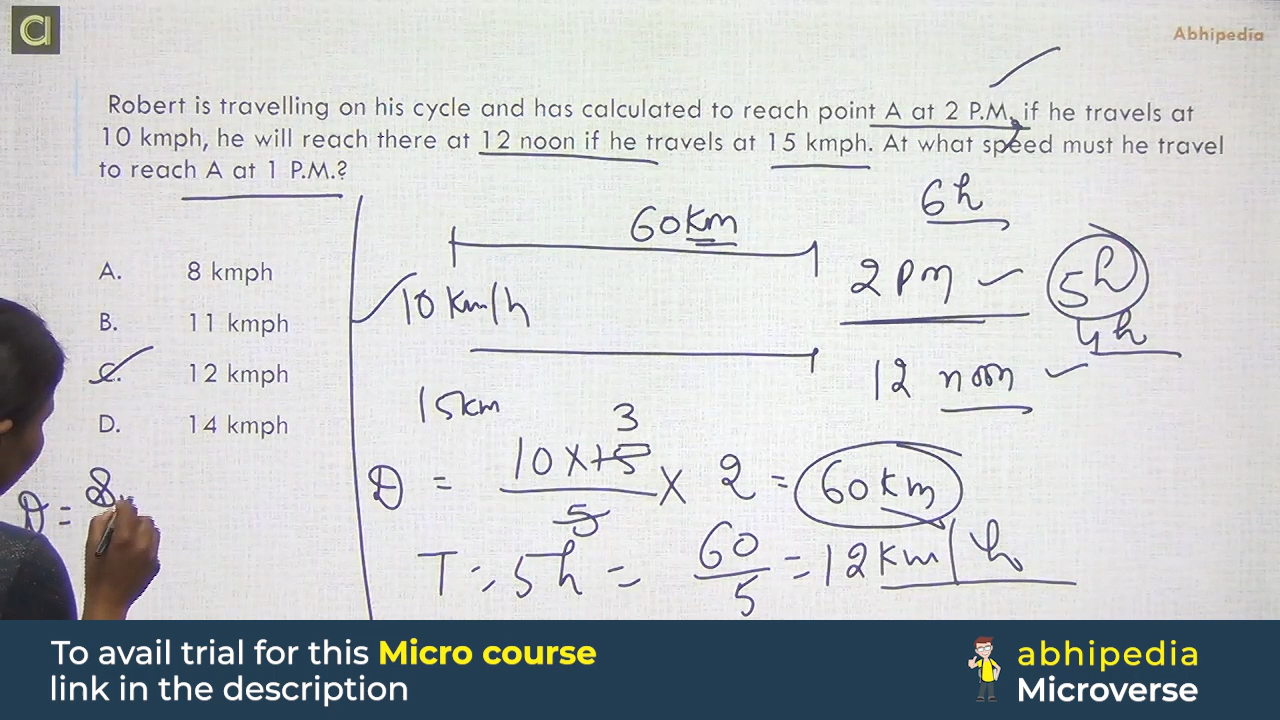 a
Abhipedia
Robert is travelling on his cycle and has calculated to reach point A at 2 P.M. if he travels at
10 kmph, he will reach there at 12 noon if he travels at 15 kmph. At what speed must he travel
to reach A at 1 P.M.?
A. 8 kmph
B. 11 kmph
C. 12 kmph
D. 14 kmph
60km
6h
10 km/h
2 PM
5h
4h
15km
12 noon
D = 10 x 15 / 5 x 2 = 60 km
3
T = 5h = 60/5 = 12 km/h
D = S
To avail trial for this Micro course
link in the description
abhipedia
Microverse